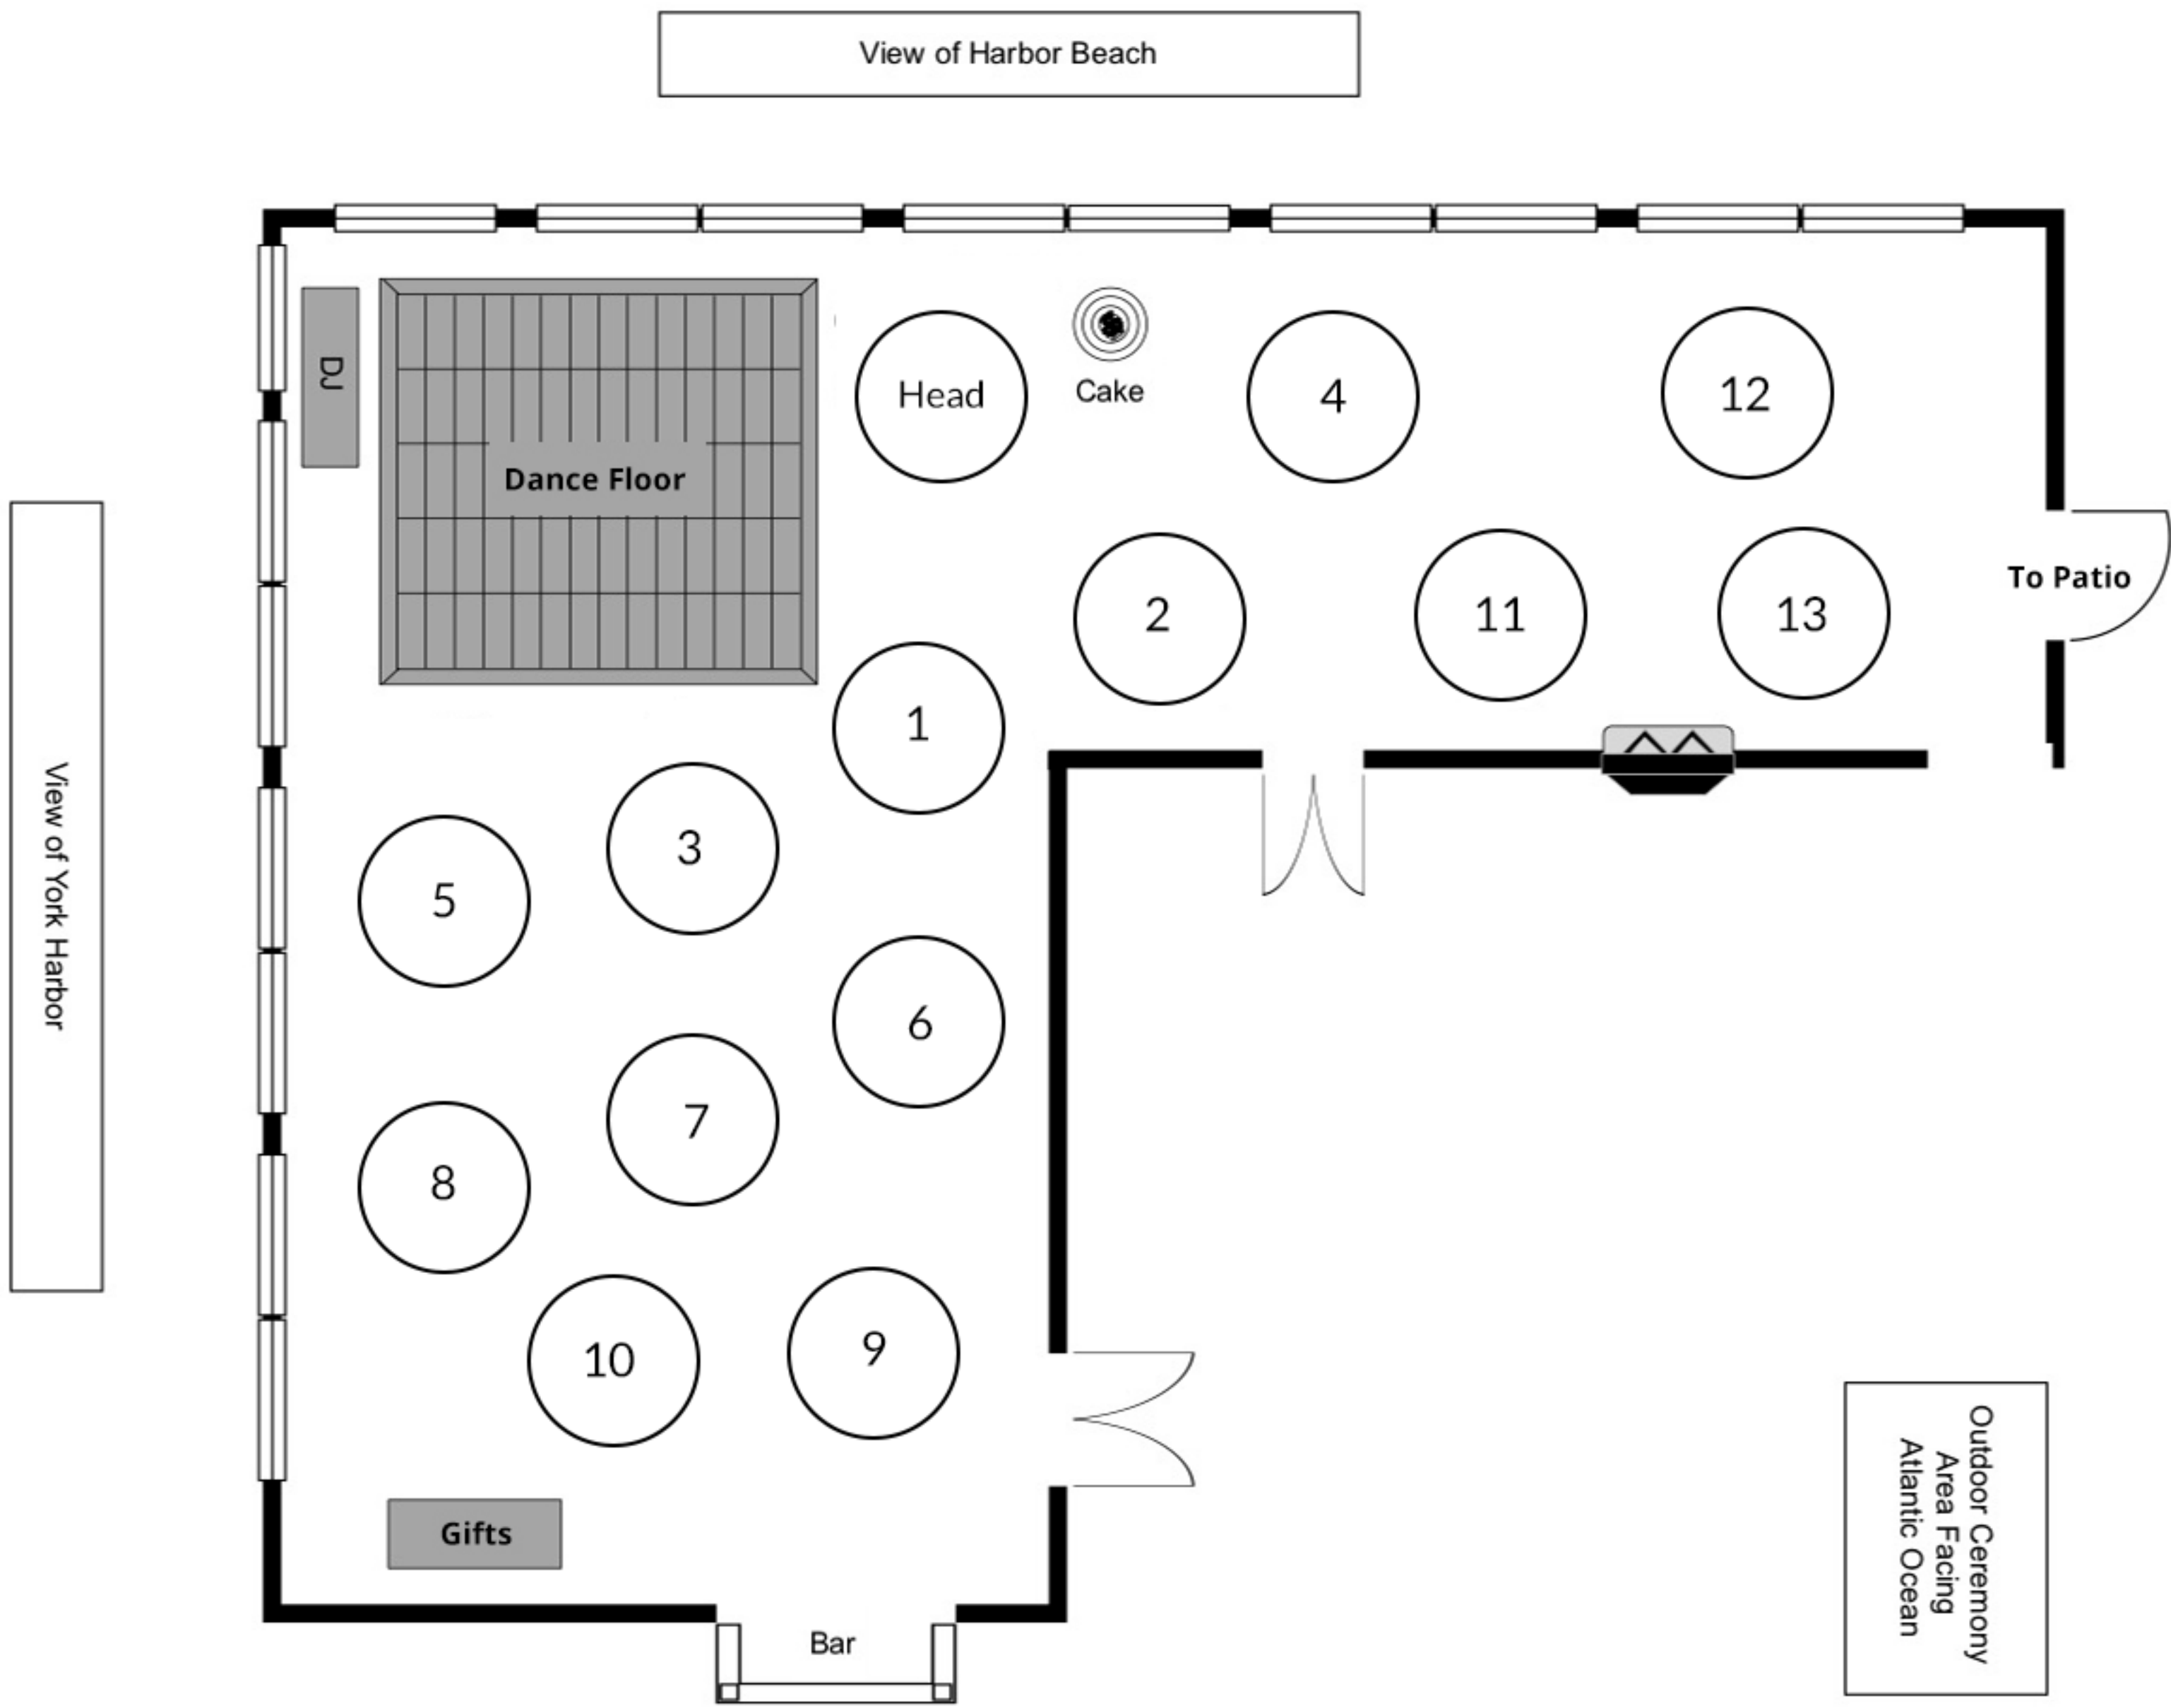 View of Harbor Beach
DJ
Dance Floor
Head
Cake
4
12
To Patio
2
11
13
1
3
5
View of York Harbor
6
7
8
10
9
Gifts
Bar
Outdoor Ceremony
Area Facing
Atlantic Ocean